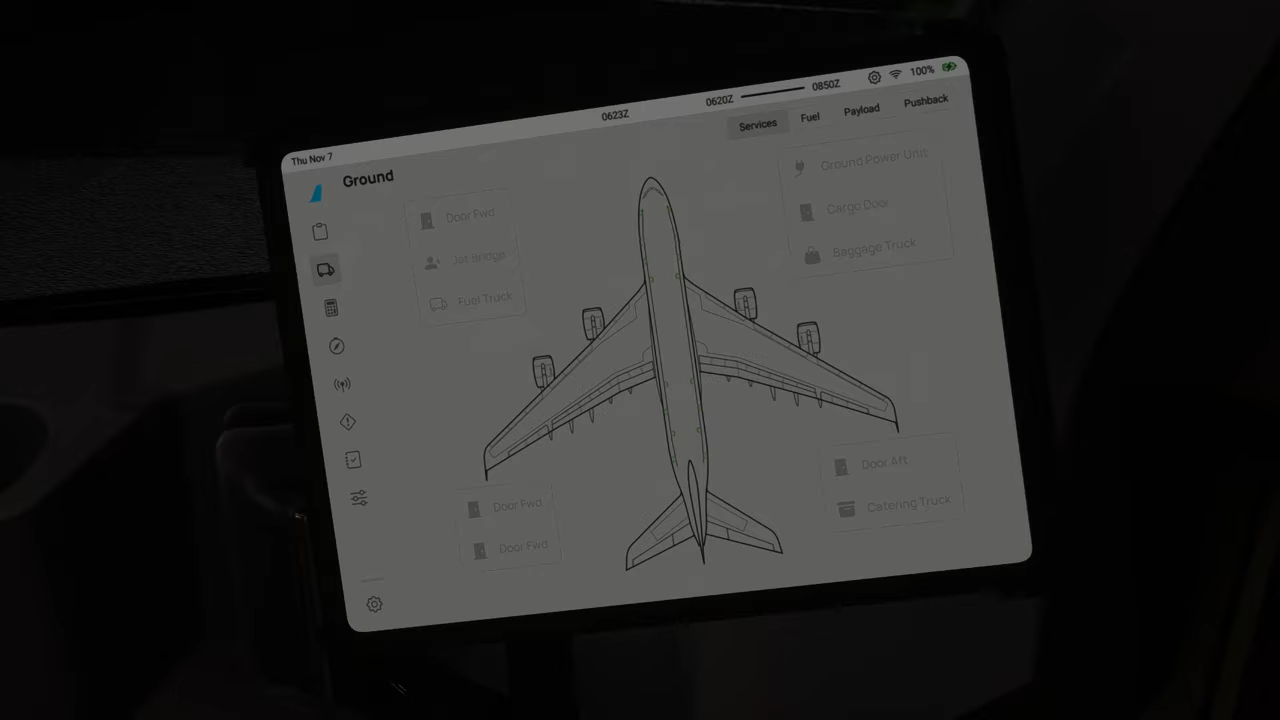 Thu Nov 7
0623Z
0620Z
0850Z
100%
Ground
Services
Fuel
Payload
Pushback
Door Fwd
Jet Bridge
Fuel Truck
Ground Power Unit
Cargo Door
Baggage Truck
Door Fwd
Door Fwd
Door Aft
Catering Truck